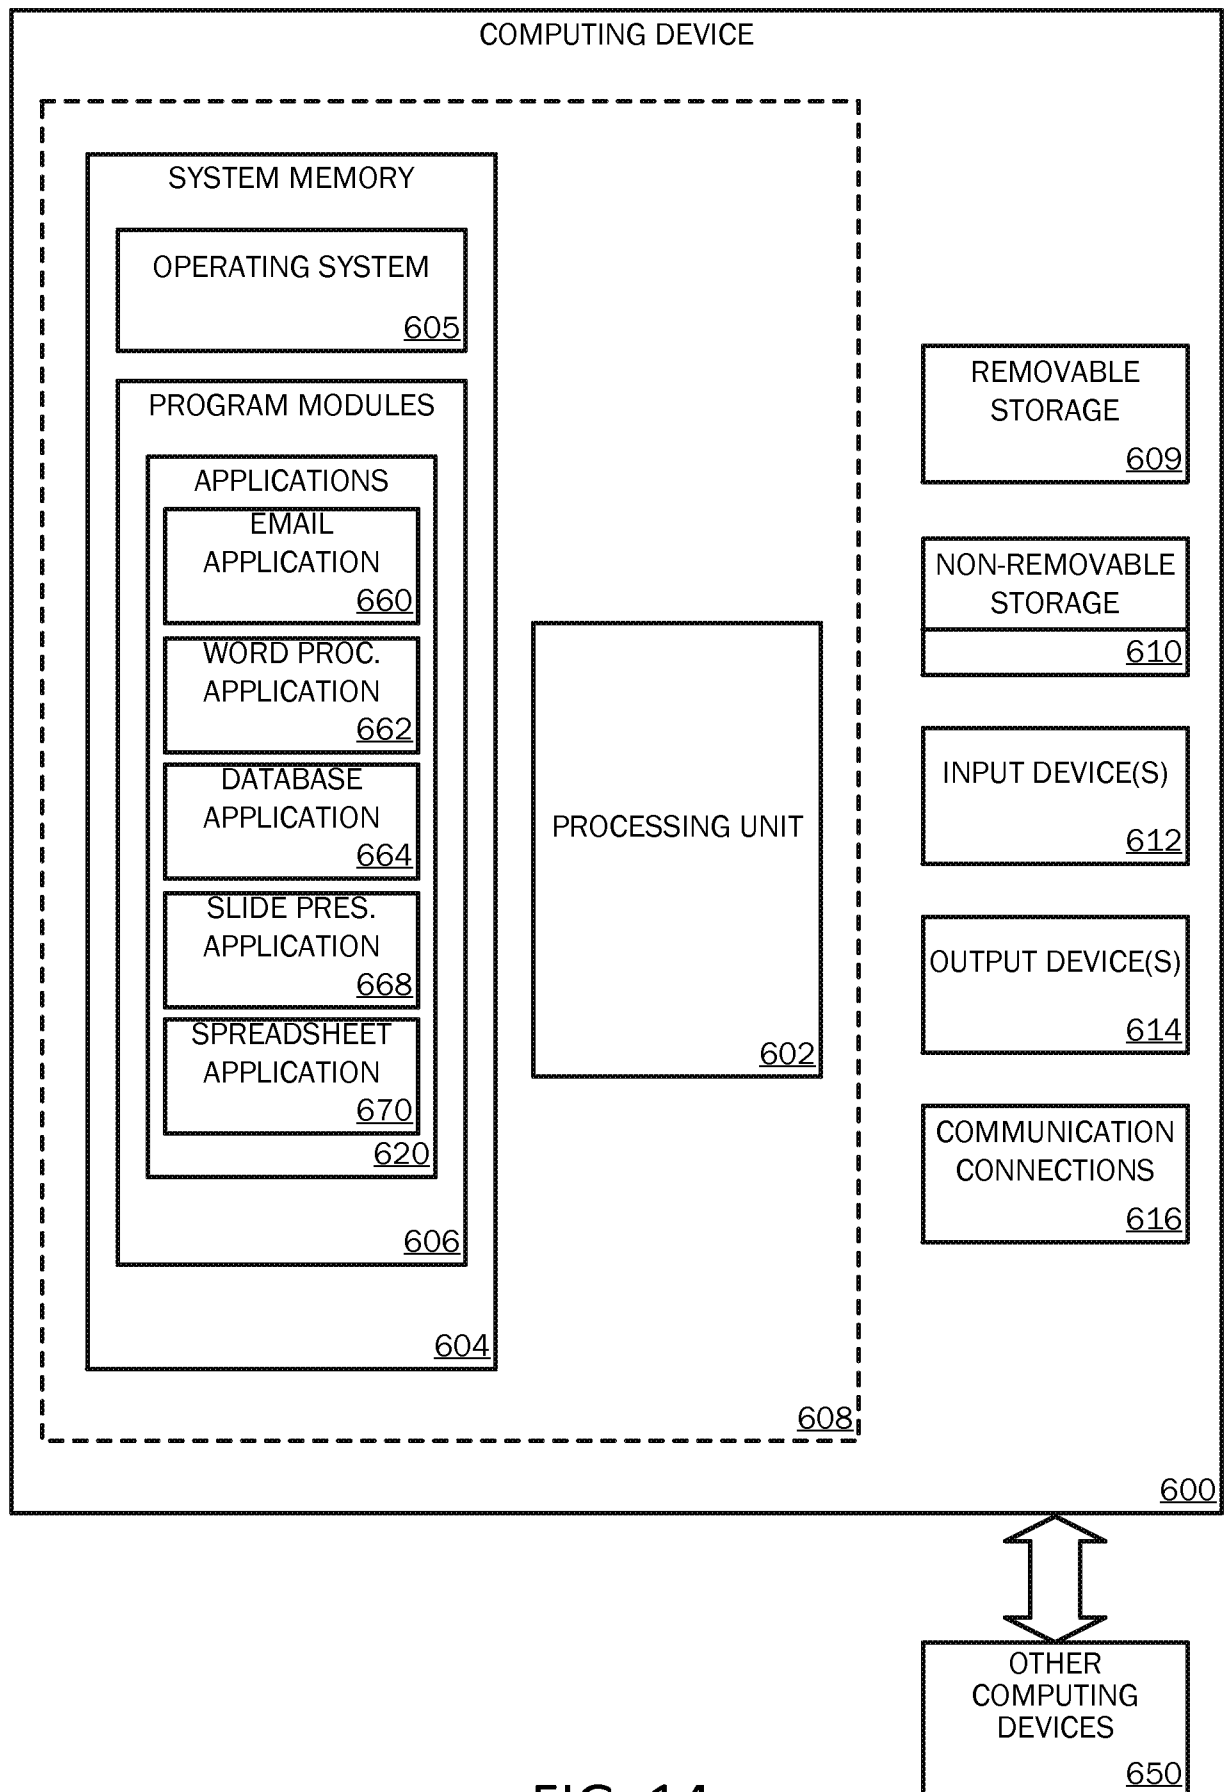 COMPUTING DEVICE
SYSTEM MEMORY
OPERATING SYSTEM
605
PROGRAM MODULES
APPLICATIONS
EMAIL
APPLICATION
660
WORD PROC.
APPLICATION
662
DATABASE
APPLICATION
664
SLIDE PRES.
APPLICATION
668
SPREADSHEET
APPLICATION
670
620
606
604
PROCESSING UNIT
602
608
REMOVABLE
STORAGE
609
NON-REMOVABLE
STORAGE
610
INPUT DEVICE(S)
612
OUTPUT DEVICE(S)
614
COMMUNICATION
CONNECTIONS
616
600
OTHER
COMPUTING
DEVICES
650
FIG. 14